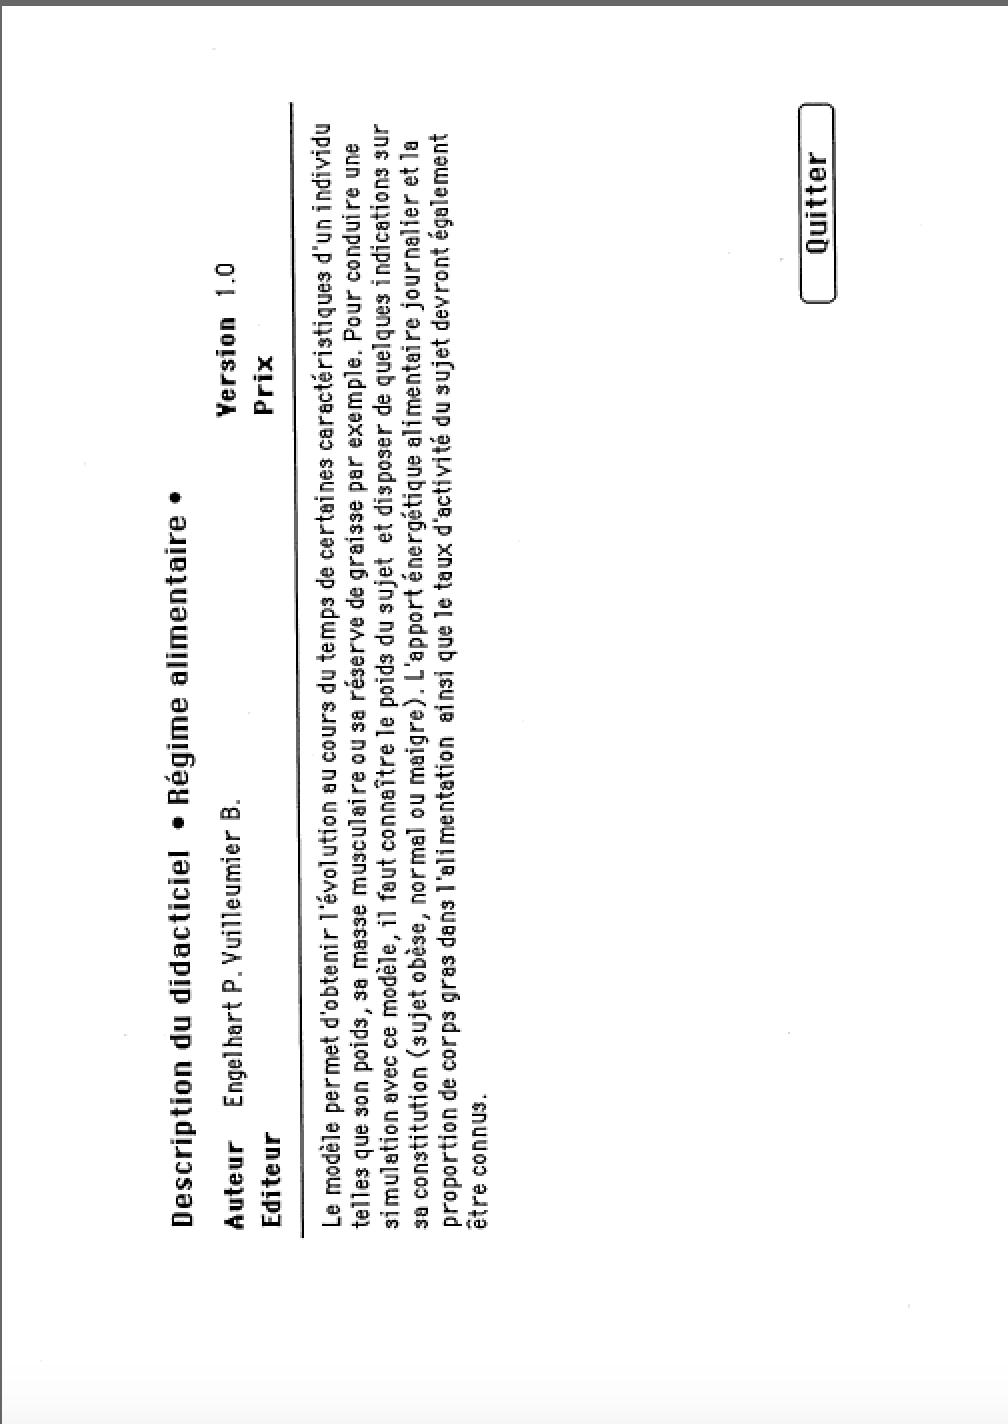 Description du didacticiel • Régime alimentaire •
Auteur Engelhart P. Vuilleumier B. Version 1.0
Editeur Prix
Le modèle permet d'obtenir l'évolution au cours du temps de certaines caractéristiques d'un individu
telles que son poids, sa masse musculaire ou sa réserve de graisse par exemple. Pour conduire une
simulation avec ce modèle, il faut connaître le poids du sujet et disposer de quelques indications sur
sa constitution (sujet obèse, normal ou maigre). L'apport énergétique alimentaire journalier et la
proportion de corps gras dans l'alimentation ainsi que le taux d'activité du sujet devront également
être connus.
Quitter